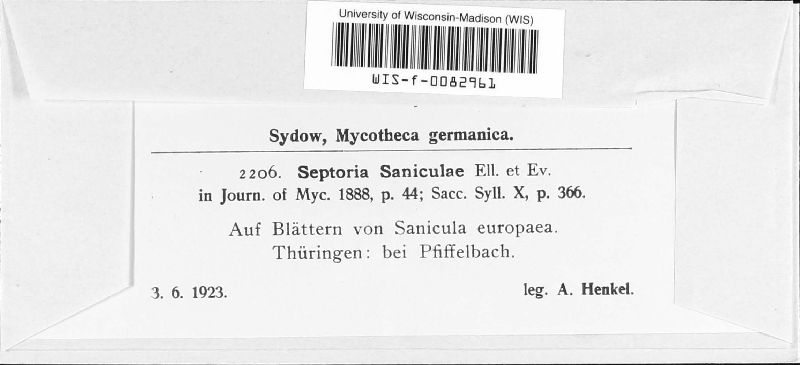 University of Wisconsin-Madison (WIS)
WIS-f-0082961
Sydow, Mycotheca germanica.
2206. Septoria Saniculae Ell. et Ev.
in Journ. of Myc. 1888, p. 44; Sacc. Syll. X, p. 366.
Auf Blättern von Sanicula europaea.
Thüringen: bei Pfiffelbach.
3. 6. 1923. leg. A. Henkel.